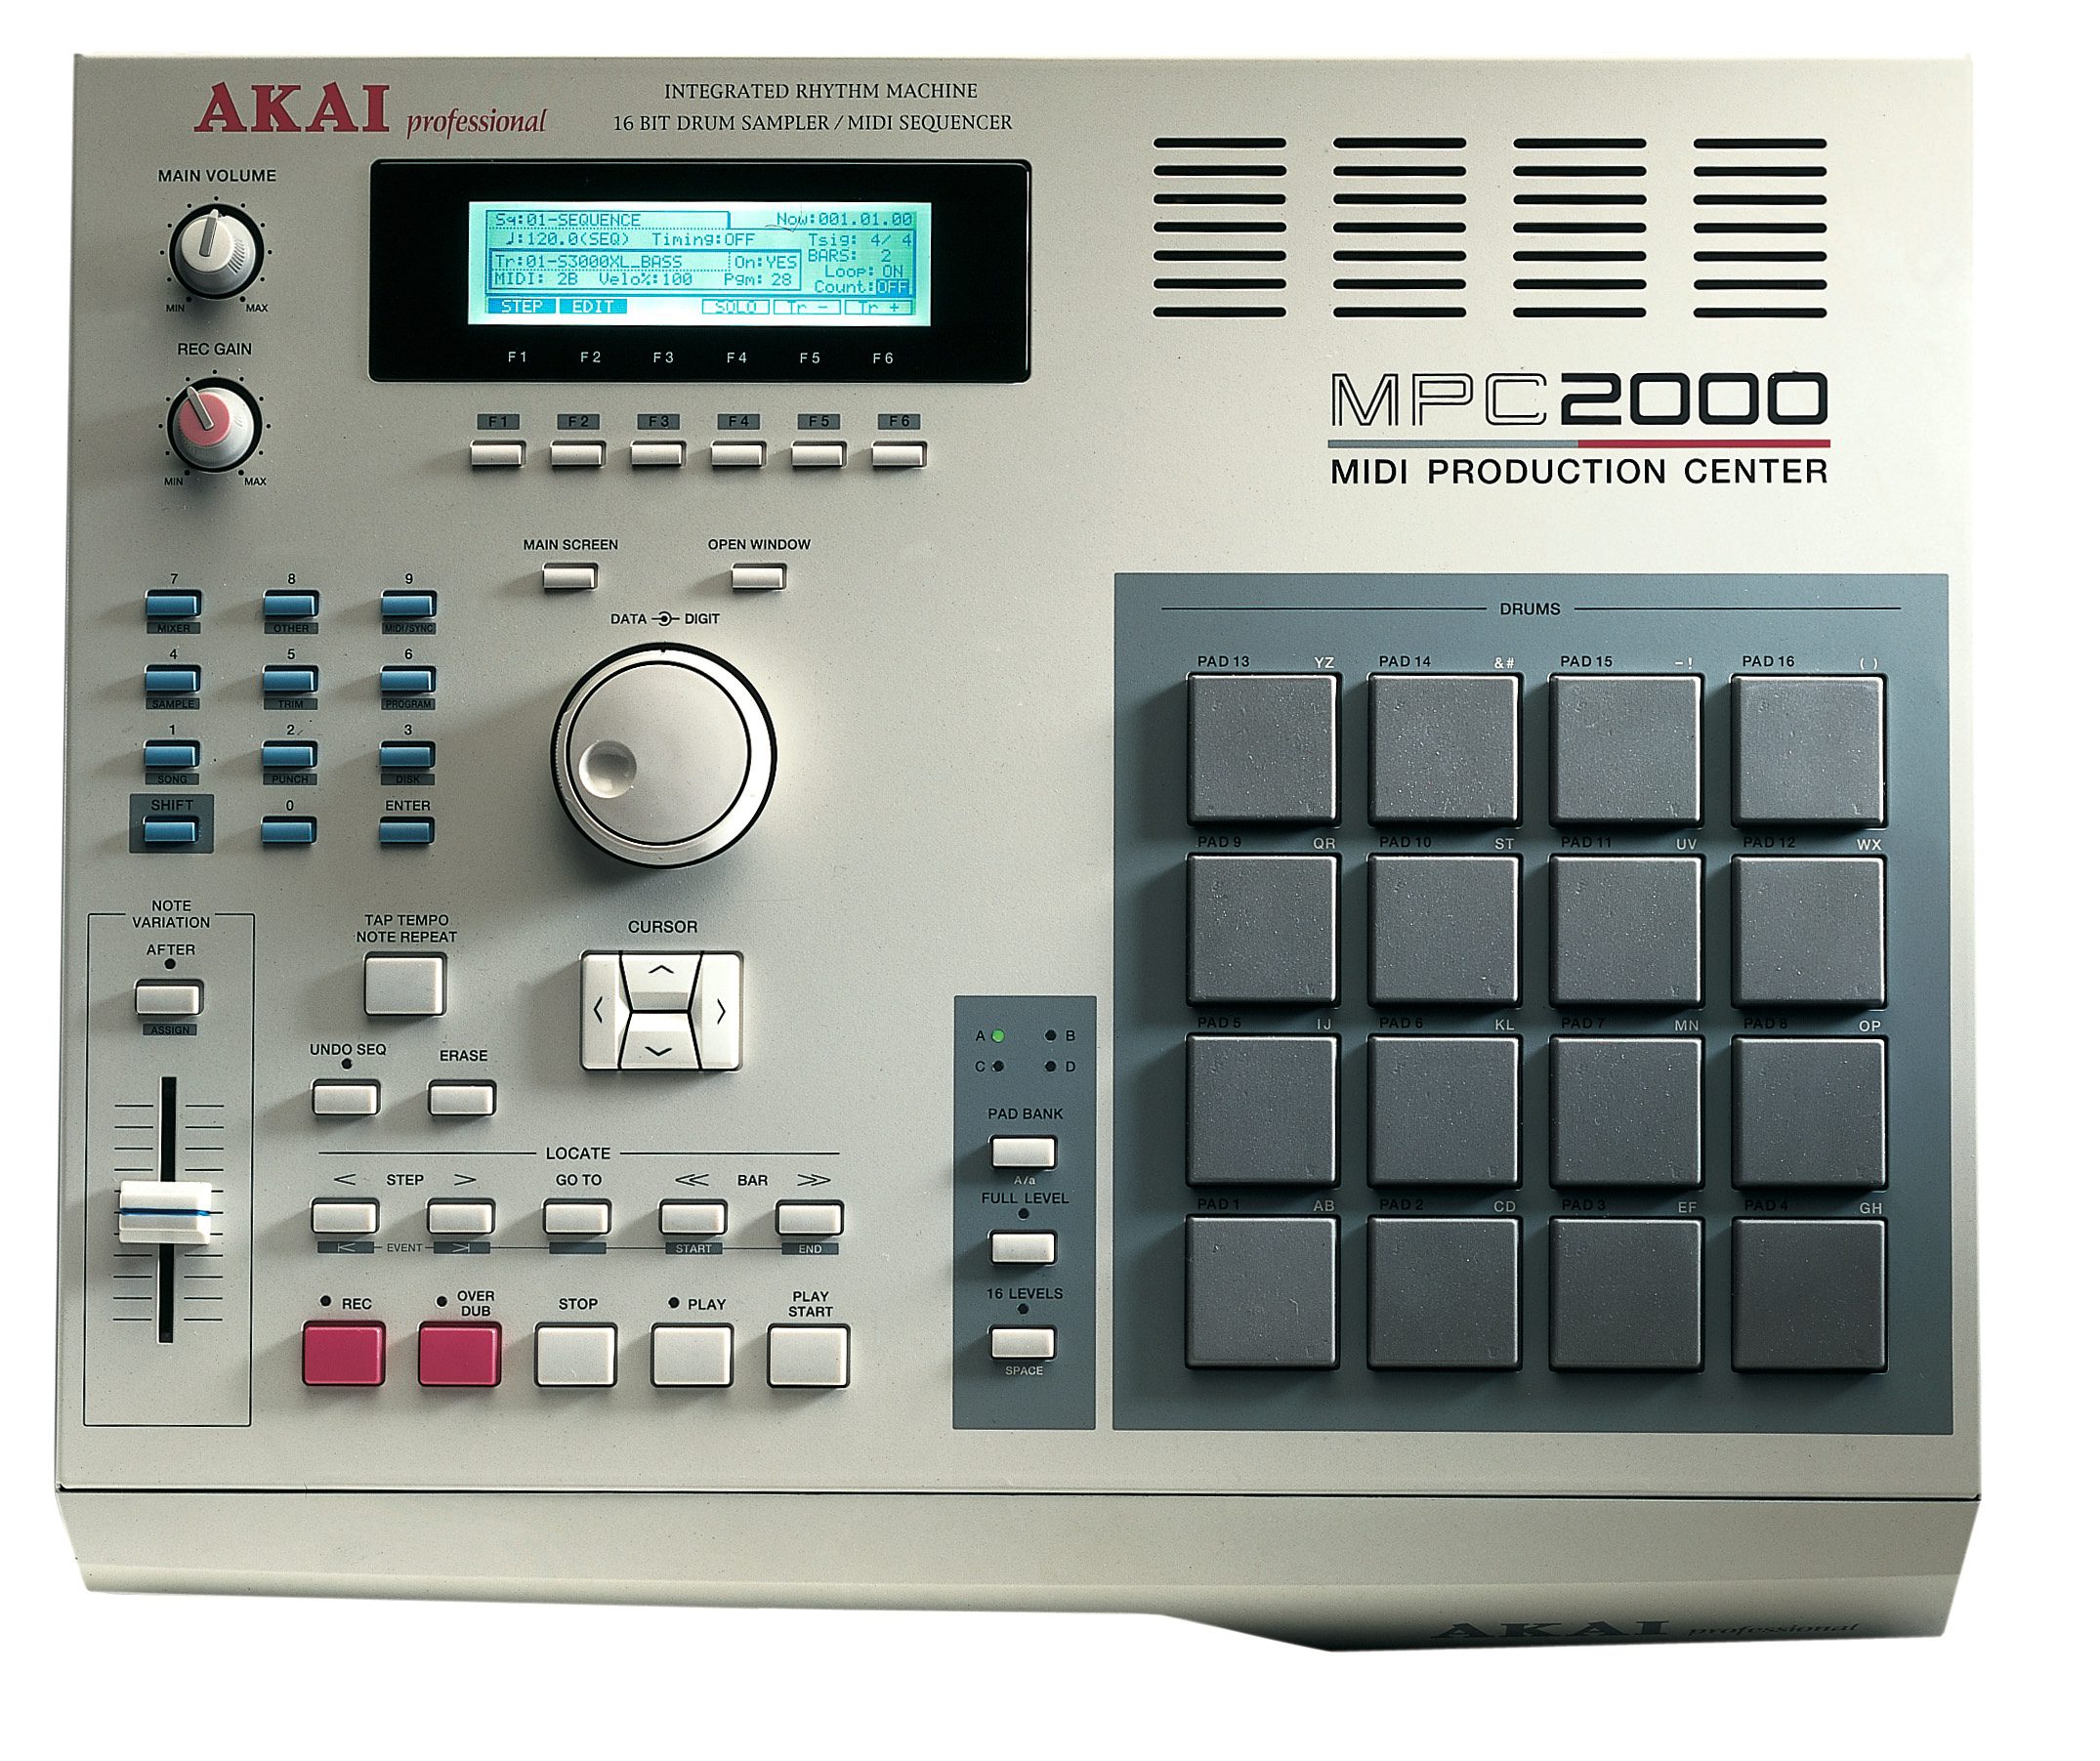 AKAI professional
INTEGRATED RHYTHM MACHINE
16 BIT DRUM SAMPLER / MIDI SEQUENCER
MAIN VOLUME
MIN MAX
REC GAIN
MIN MAX
Sq:01-SEQUENCE Now:001.01.00
♩:120.0(SEQ) Timing:OFF Tsig: 4/ 4
BARS: 2
Tr:01-S3000XL_BASS On:YES
Loop: ON
MIDI: 2B Velo%:100 Pgm: 28
Count:OFF
STEP EDIT SOLO Tr - Tr +
F1 F2 F3 F4 F5 F6
F1 F2 F3 F4 F5 F6
MPC2000
MIDI PRODUCTION CENTER
MAIN SCREEN OPEN WINDOW
DATA DIGIT
7 8 9
MIXER OTHER MIDI/SYNC
4 5 6
SAMPLE TRIM PROGRAM
1 2 3
SONG PUNCH DISK
SHIFT 0 ENTER
NOTE
VARIATION
AFTER
ASSIGN
TAP TEMPO
NOTE REPEAT
CURSOR
< ^ > v
UNDO SEQ ERASE
LOCATE
< STEP > GO TO << BAR >>
EVENT START END
REC
OVER
DUB
STOP
PLAY
PLAY
START
A B
C D
PAD BANK
A/a
FULL LEVEL
16 LEVELS
SPACE
DRUMS
PAD 13 YZ PAD 14 &# PAD 15 -! PAD 16 ( )
PAD 9 QR PAD 10 ST PAD 11 UV PAD 12 WX
PAD 5 IJ PAD 6 KL PAD 7 MN PAD 8 OP
PAD 1 AB PAD 2 CD PAD 3 EF PAD 4 GH
AKAI professional